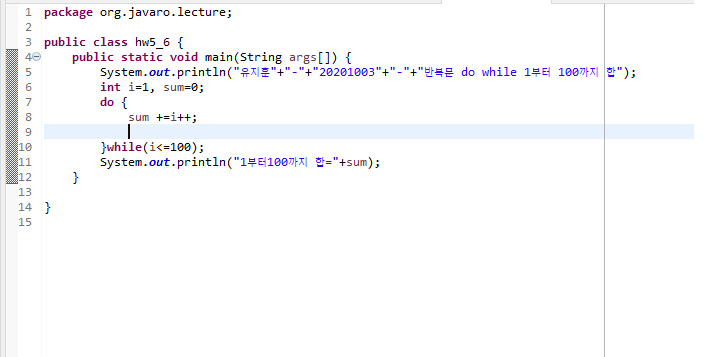 1 package org.javaro.lecture;
2
3 public class hw5_6 {
4 public static void main(String args[]) {
5 System.out.println("유지훈"+"-"+"20201003"+"-"+"반복문 do while 1부터 100까지 합");
6 int i=1, sum=0;
7 do {
8 sum +=i++;
9
10 }while(i<=100);
11 System.out.println("1부터100까지 합="+sum);
12 }
13
14 }
15